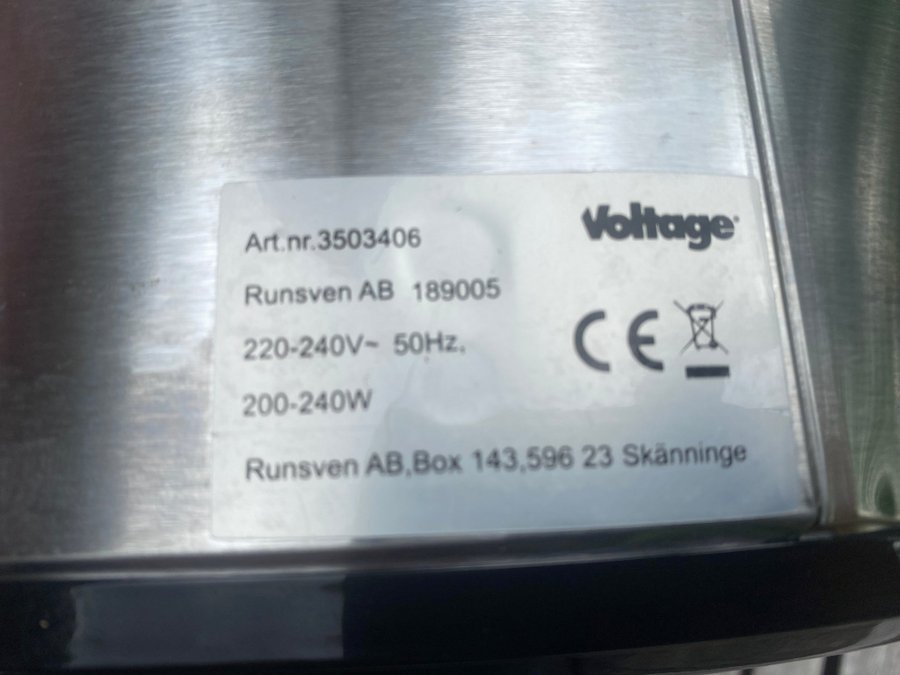 Voltage
Art.nr.3503406
Runsven AB 189005
220-240V~ 50Hz.
200-240W
CE
Runsven AB,Box 143,596 23 Skänninge